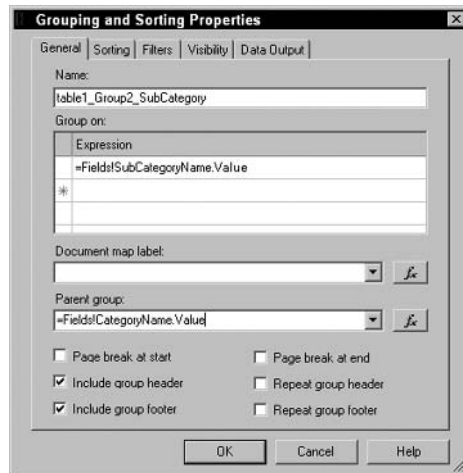 Grouping and Sorting Properties
General Sorting Filters Visibility Data Output
Name:
table1_Group2_SubCategory
Group on:
Expression
=Fields!SubCategoryName.Value
Document map label:
fx
Parent group:
=Fields!CategoryName.Value
fx
Page break at start Page break at end
Include group header Repeat group header
Include group footer Repeat group footer
OK Cancel Help